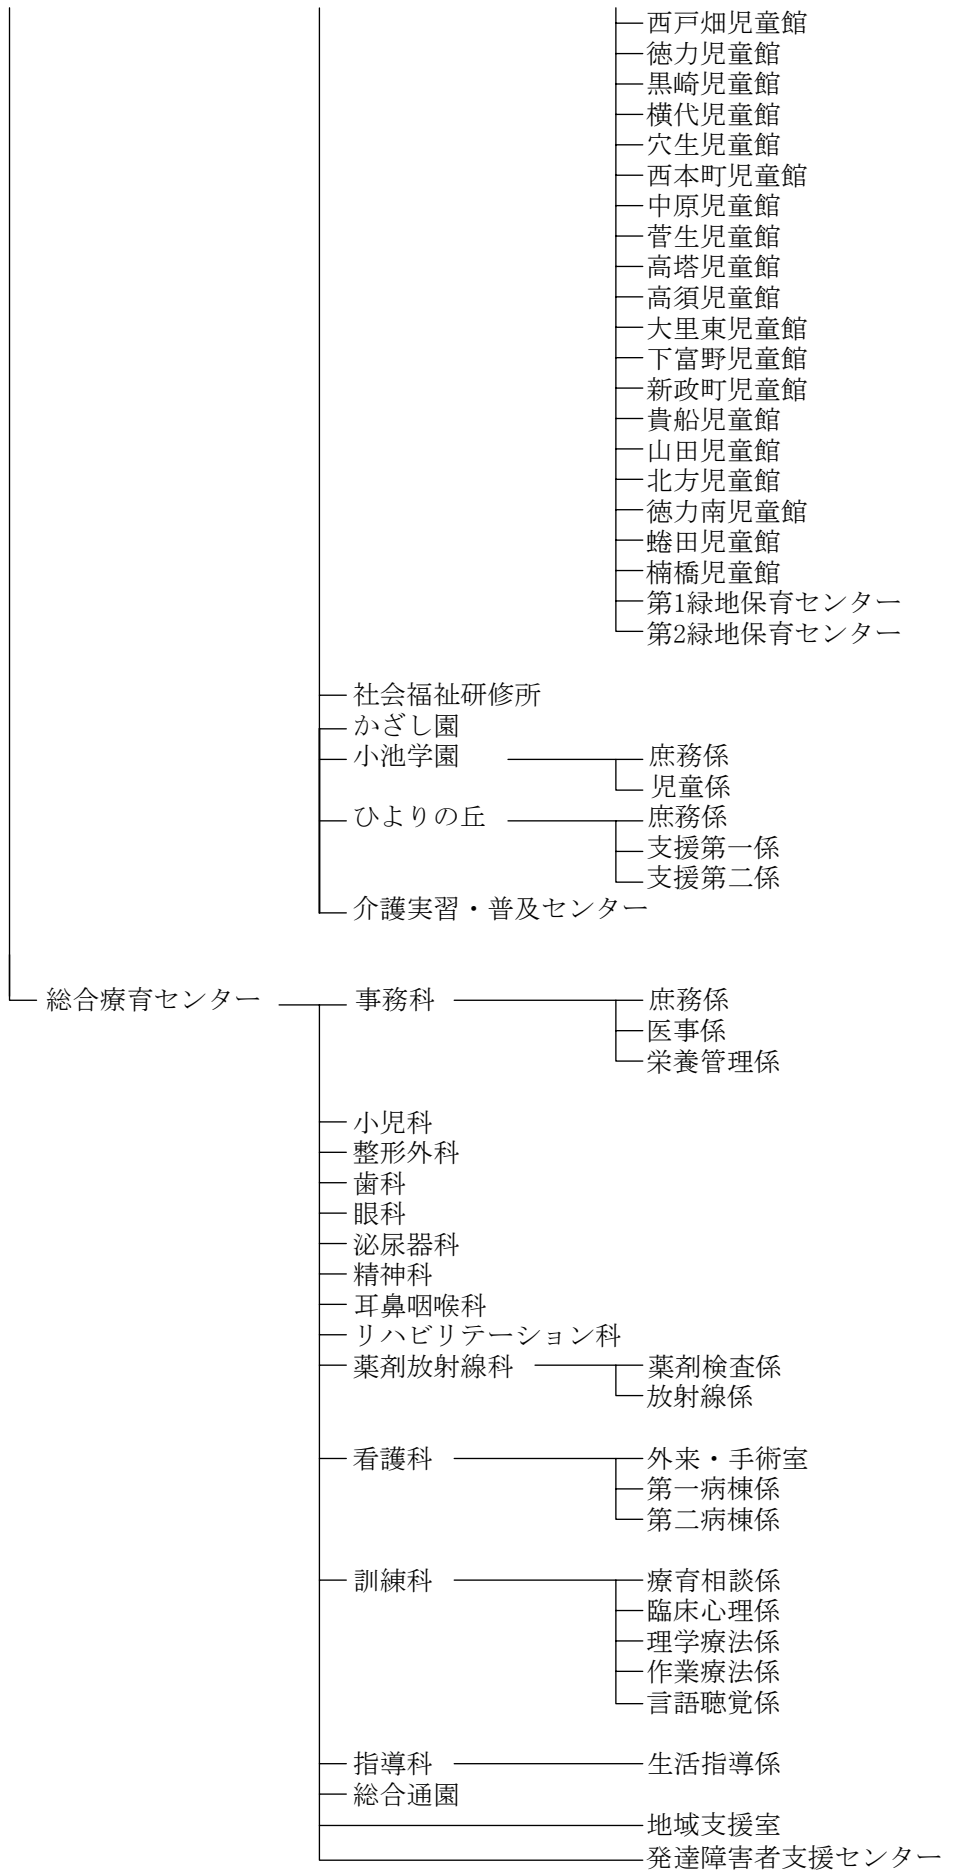 西戸畑児童館
徳力児童館
黒崎児童館
横代児童館
穴生児童館
西本町児童館
中原児童館
菅生児童館
高塔児童館
高須児童館
大里東児童館
下富野児童館
新政町児童館
貴船児童館
山田児童館
北方児童館
徳力南児童館
蜷田児童館
楠橋児童館
第1緑地保育センター
第2緑地保育センター
社会福祉研修所
かざし園
小池学園 庶務係
児童係
ひよりの丘 庶務係
支援第一係
支援第二係
介護実習・普及センター
総合療育センター 事務科 庶務係
医事係
栄養管理係
小児科
整形外科
歯科
眼科
泌尿器科
精神科
耳鼻咽喉科
リハビリテーション科
薬剤放射線科 薬剤検査係
放射線係
看護科 外来・手術室
第一病棟係
第二病棟係
訓練科 療育相談係
臨床心理係
理学療法係
作業療法係
言語聴覚係
指導科 生活指導係
総合通園
地域支援室
発達障害者支援センター